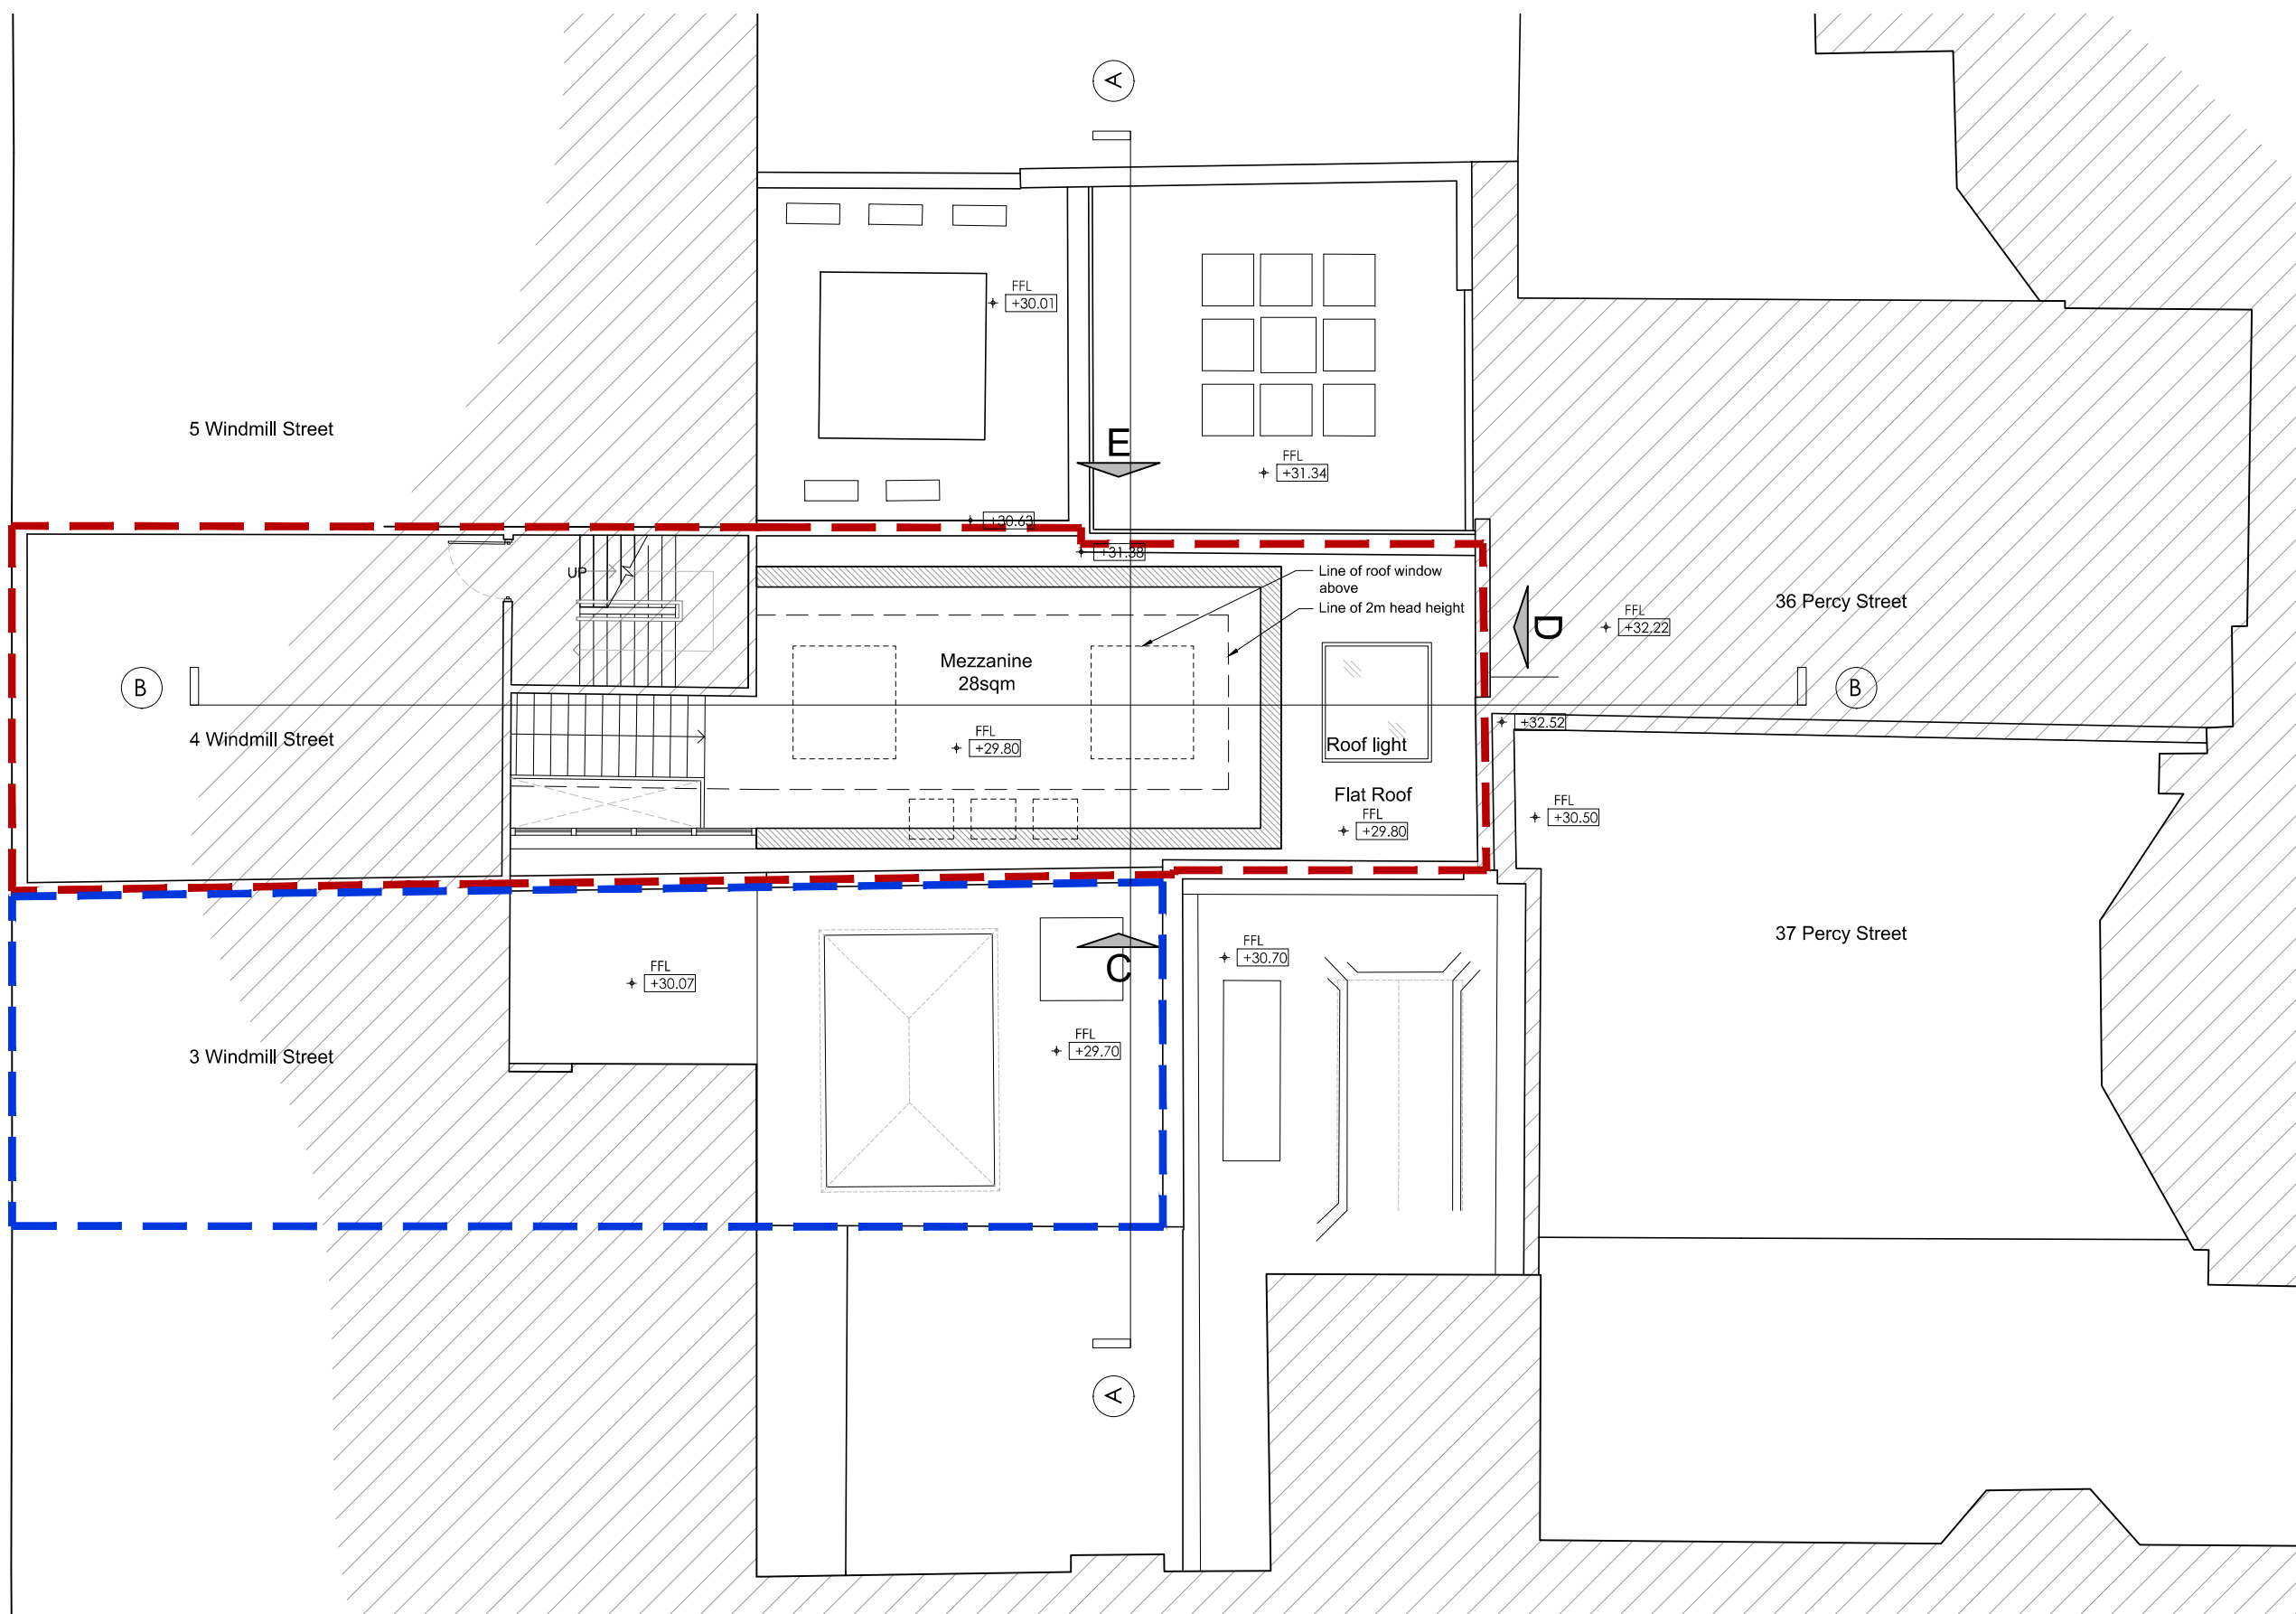 A
FFL
+30.01
5 Windmill Street
E
FFL
+31.34
+30.63
+31.38
UP
Line of roof window
above
Line of 2m head height
D
36 Percy Street
FFL
+32.22
Mezzanine
28sqm
B
B
4 Windmill Street
FFL
+29.80
+32.52
Roof light
Flat Roof
FFL
+29.80
FFL
+30.50
37 Percy Street
FFL
+30.70
C
FFL
+30.07
FFL
+29.70
3 Windmill Street
A